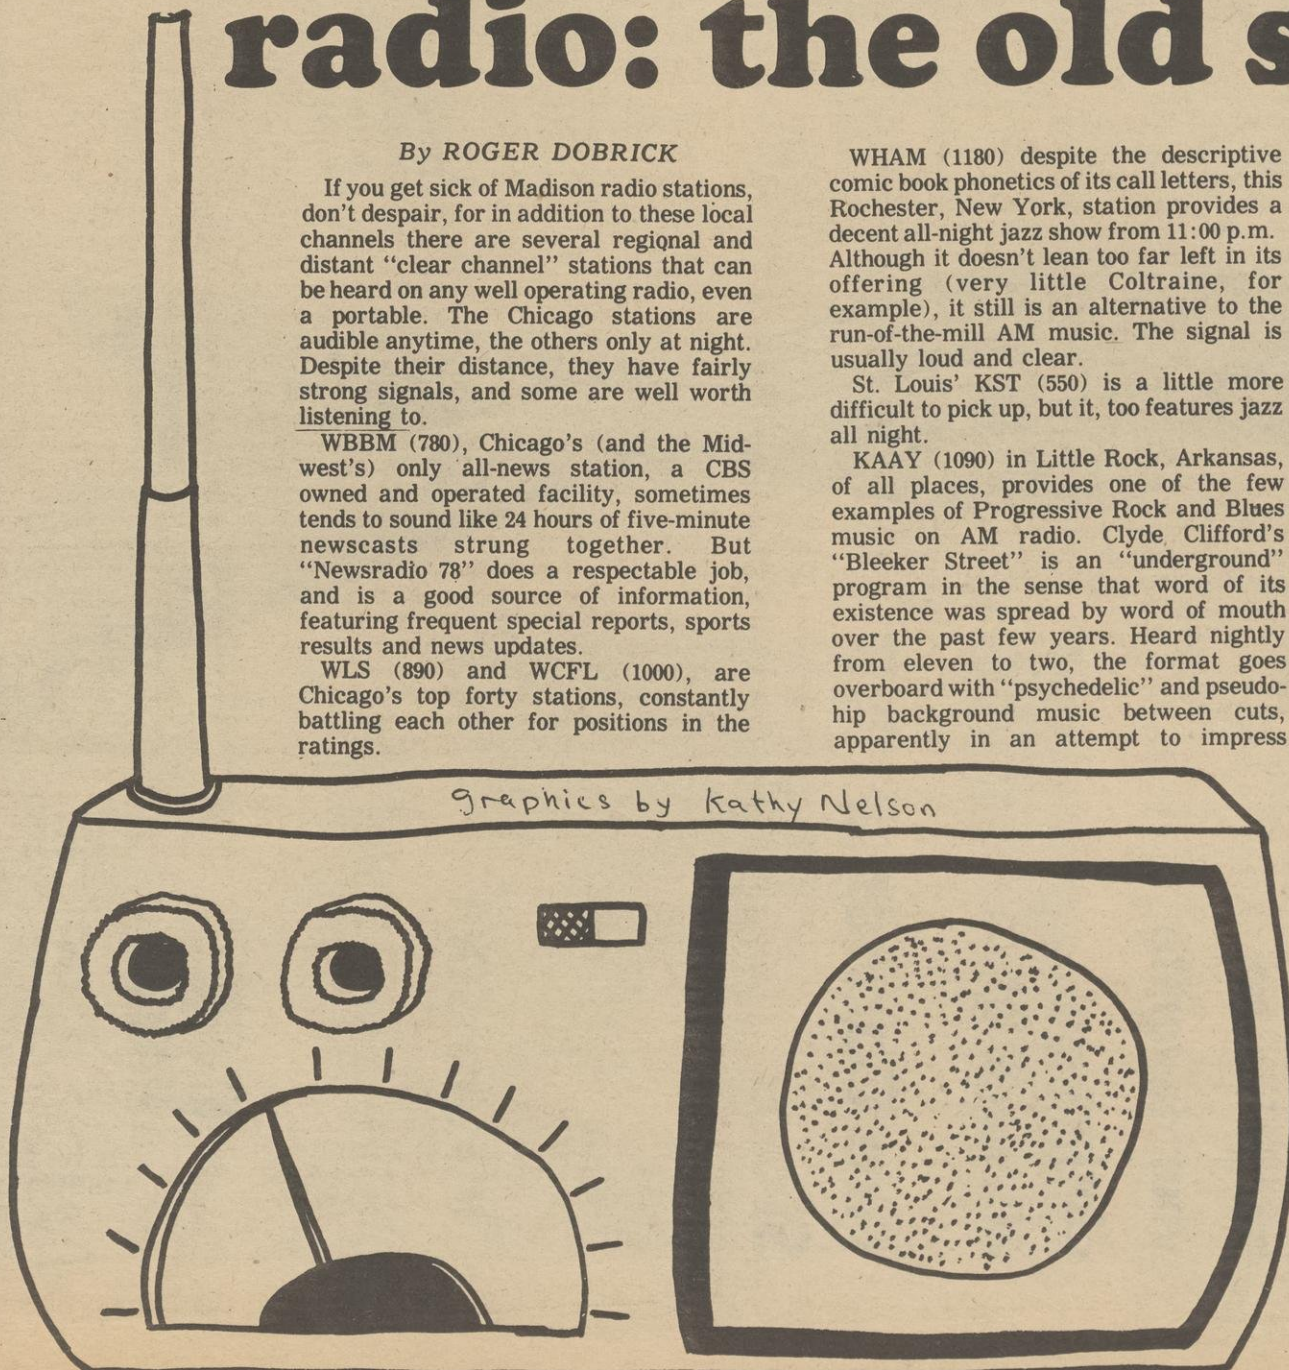 radio: the old s
By ROGER DOBRICK
If you get sick of Madison radio stations,
don't despair, for in addition to these local
channels there are several regional and
distant "clear channel" stations that can
be heard on any well operating radio, even
a portable. The Chicago stations are
audible anytime, the others only at night.
Despite their distance, they have fairly
strong signals, and some are well worth
listening to.
WBBM (780), Chicago's (and the Mid-
west's) only all-news station, a CBS
owned and operated facility, sometimes
tends to sound like 24 hours of five-minute
newscasts strung together. But
"Newsradio 78" does a respectable job,
and is a good source of information,
featuring frequent special reports, sports
results and news updates.
WLS (890) and WCFL (1000), are
Chicago's top forty stations, constantly
battling each other for positions in the
ratings.
WHAM (1180) despite the descriptive
comic book phonetics of its call letters, this
Rochester, New York, station provides a
decent all-night jazz show from 11:00 p.m.
Although it doesn't lean too far left in its
offering (very little Coltraine, for
example), it still is an alternative to the
run-of-the-mill AM music. The signal is
usually loud and clear.
St. Louis' KST (550) is a little more
difficult to pick up, but it, too features jazz
all night.
KAAY (1090) in Little Rock, Arkansas,
of all places, provides one of the few
examples of Progressive Rock and Blues
music on AM radio. Clyde Clifford's
"Bleeker Street" is an "underground"
program in the sense that word of its
existence was spread by word of mouth
over the past few years. Heard nightly
from eleven to two, the format goes
overboard with "psychedelic" and pseudo-
hip background music between cuts,
apparently in an attempt to impress
graphics by Kathy Nelson